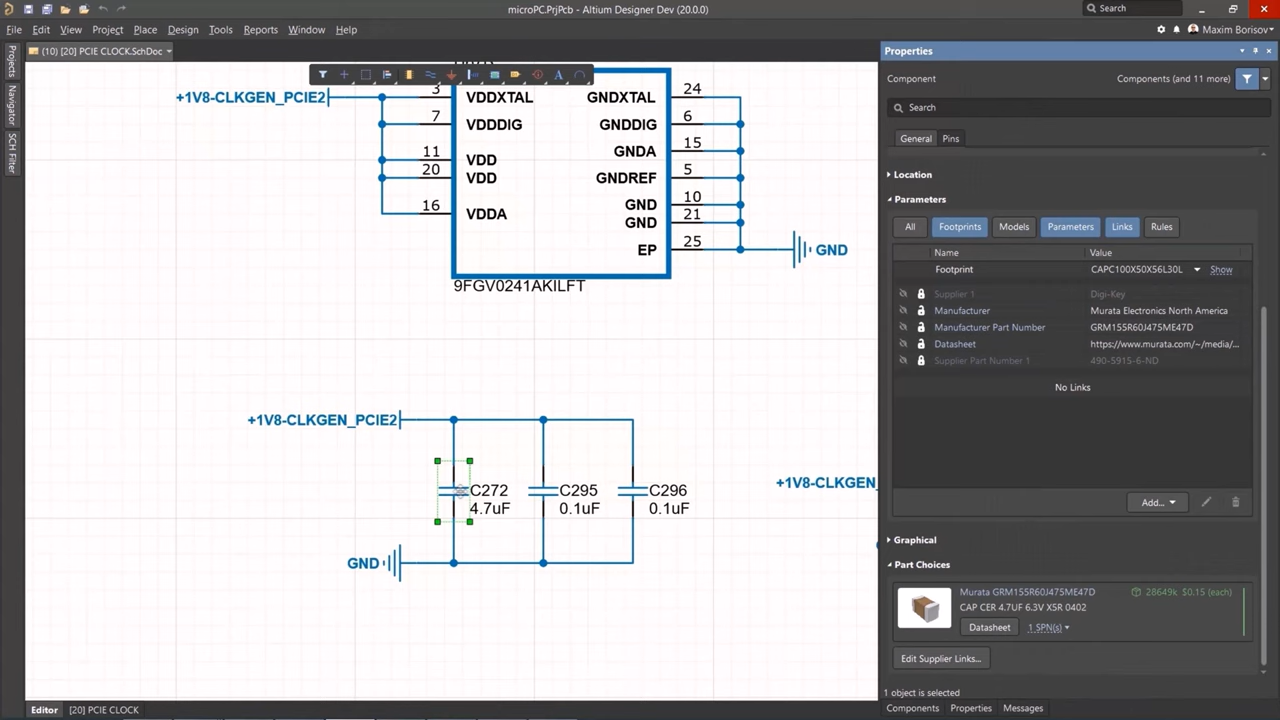 microPC.PrjPcb - Altium Designer Dev (20.0.0)
Search
File Edit View Project Place Design Tools Reports Window Help
Maxim Borisov
(10) [20] PCIE CLOCK.SchDoc
Projects
Navigator
SCH Filter
+1V8-CLKGEN_PCIE2
3 VDDXTAL GNDXTAL 24
7 VDDDIG GNDDIG 6
11 VDD GNDA 15
20 VDD GNDREF 5
16 VDDA GND 10
GND 21
EP 25
GND
9FGV0241AKILFT
+1V8-CLKGEN_PCIE2
C272
4.7uF
C295
0.1uF
C296
0.1uF
GND
+1V8-CLKGEN_
Properties
Component Components (and 11 more)
Search
General Pins
Location
Parameters
All Footprints Models Parameters Links Rules
Name Value
Footprint CAPC100X50X56L30L Show
Supplier 1 Digi-Key
Manufacturer Murata Electronics North America
Manufacturer Part Number GRM155R60J475ME47D
Datasheet https://www.murata.com/~/media/...
Supplier Part Number 1 490-5915-6-ND
No Links
Add...
Graphical
Part Choices
Murata GRM155R60J475ME47D 28649k $0.15 (each)
CAP CER 4.7UF 6.3V X5R 0402
Datasheet 1 SPN(s)
Edit Supplier Links...
1 object is selected
Editor [20] PCIE CLOCK
Components Properties Messages